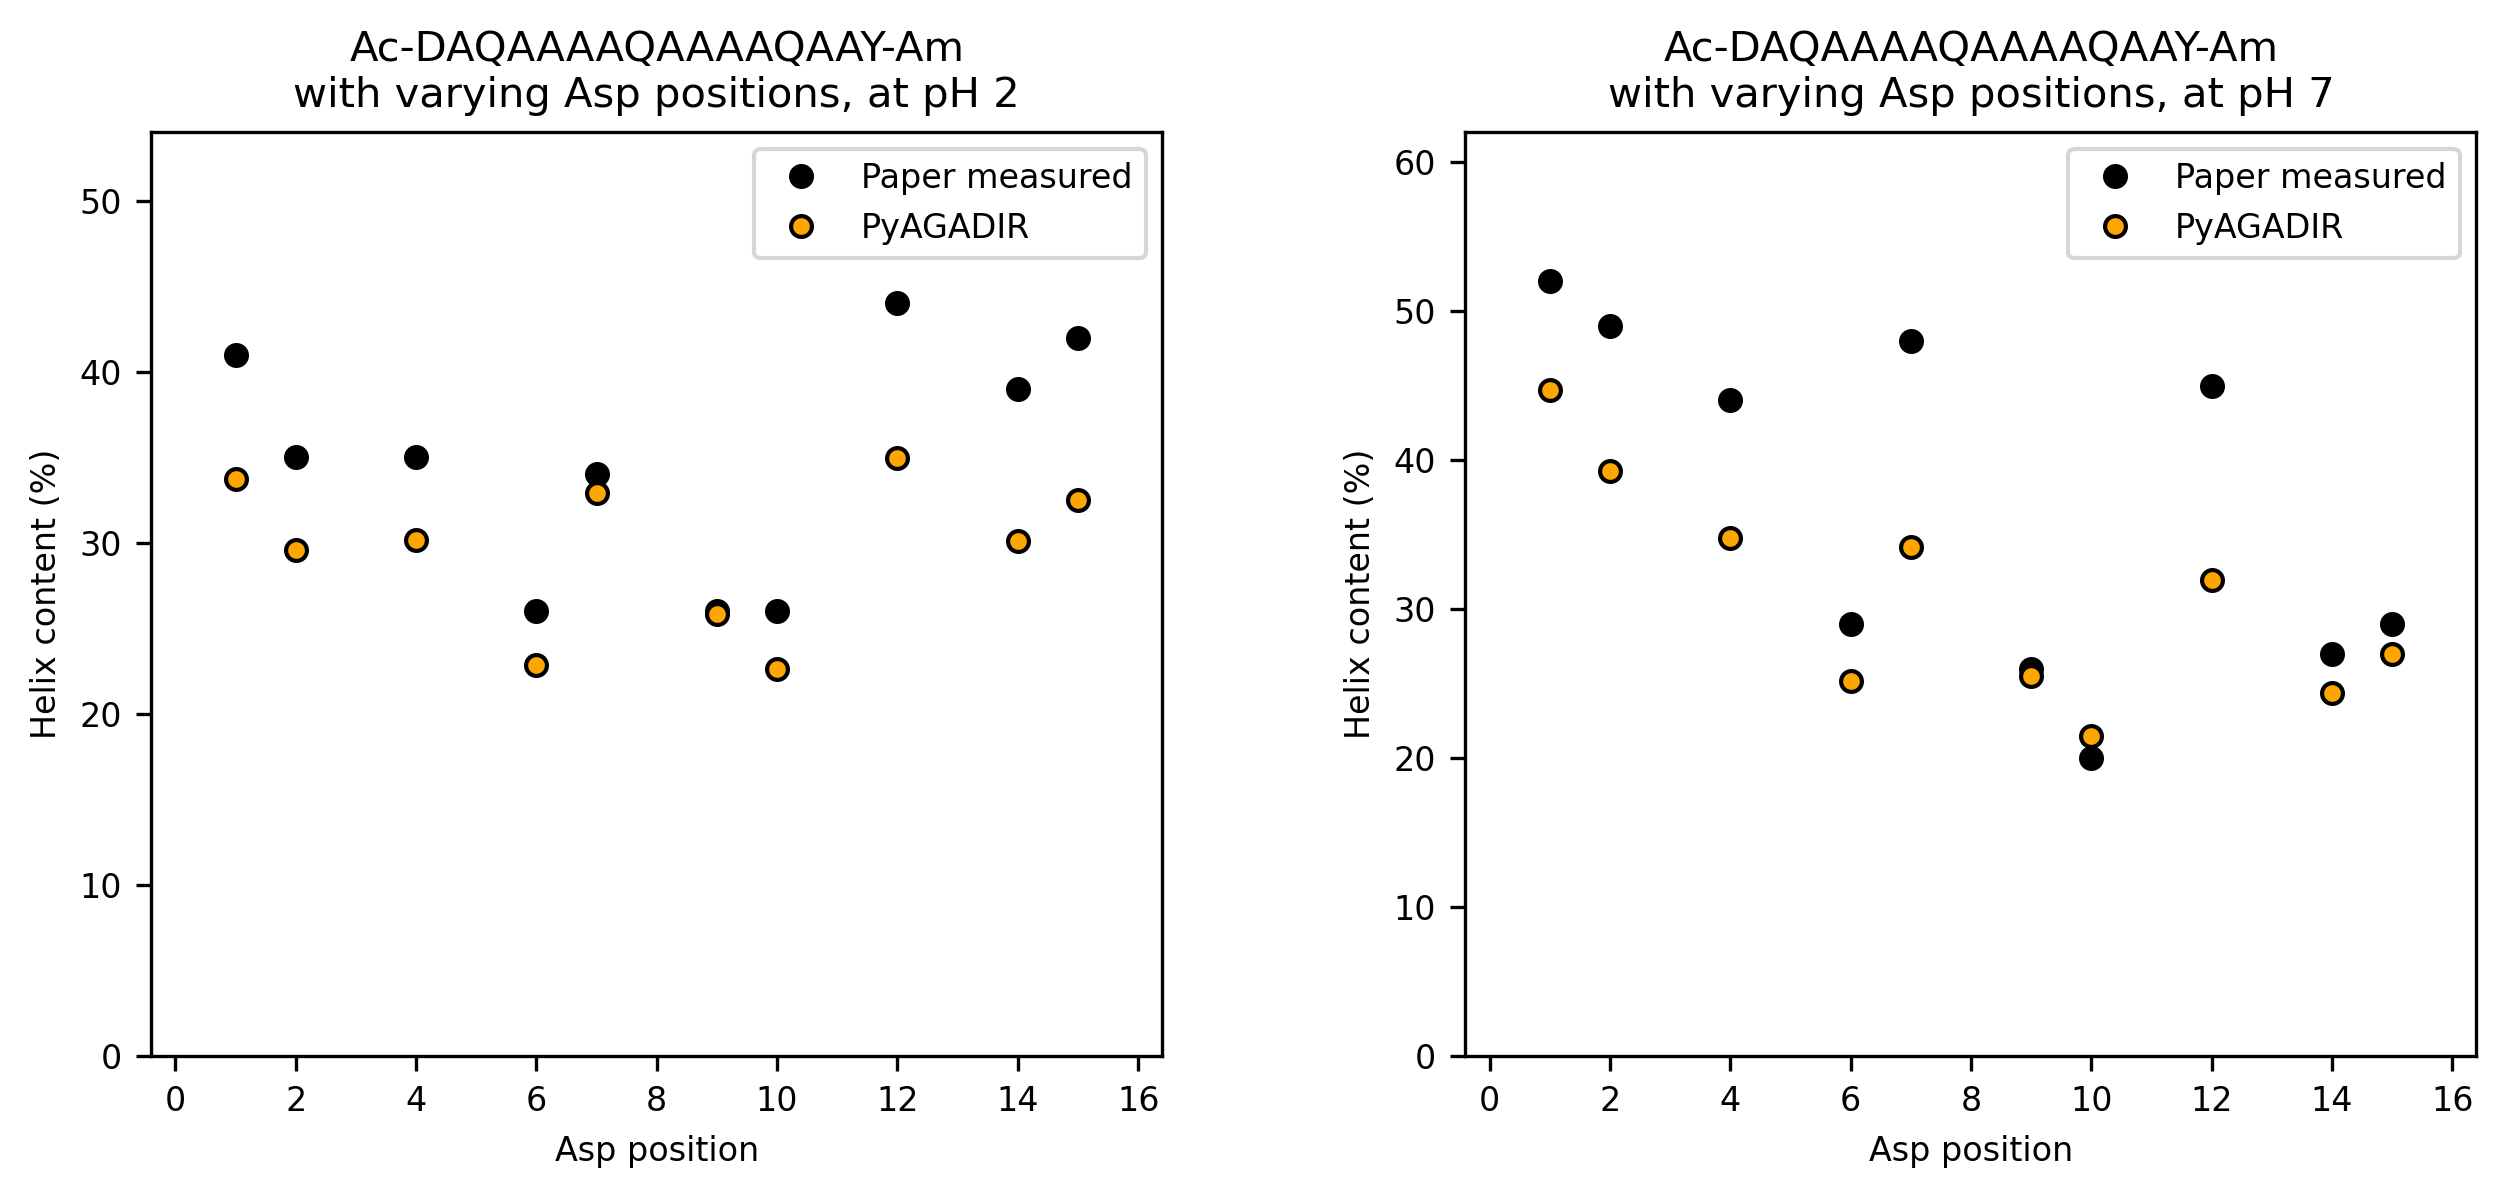 Ac-DAQAAAAQAAAAQAAY-Am
with varying Asp positions, at pH 2
Paper measured
PyAGADIR
50
40
30
20
10
0
Helix content (%)
0 2 4 6 8 10 12 14 16
Asp position
Ac-DAQAAAAQAAAAQAAY-Am
with varying Asp positions, at pH 7
Paper measured
PyAGADIR
60
50
40
30
20
10
0
Helix content (%)
0 2 4 6 8 10 12 14 16
Asp position